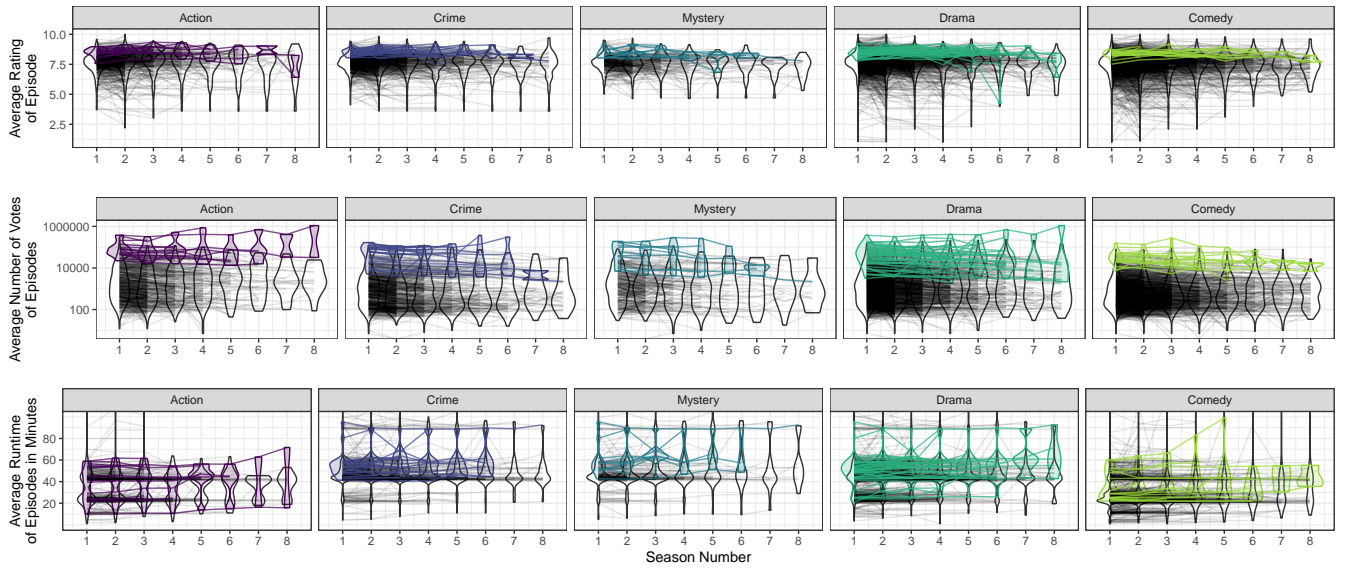 Action Crime Mystery Drama Comedy
Average Rating
of Episode
10.0
7.5
5.0
2.5
1 2 3 4 5 6 7 8 1 2 3 4 5 6 7 8 1 2 3 4 5 6 7 8 1 2 3 4 5 6 7 8 1 2 3 4 5 6 7 8
Action Crime Mystery Drama Comedy
Average Number of Votes
of Episodes
1000000
10000
100
1 2 3 4 5 6 7 8 1 2 3 4 5 6 7 8 1 2 3 4 5 6 7 8 1 2 3 4 5 6 7 8 1 2 3 4 5 6 7 8
Action Crime Mystery Drama Comedy
Average Runtime
of Episodes in Minutes
80
60
40
20
1 2 3 4 5 6 7 8 1 2 3 4 5 6 7 8 1 2 3 4 5 6 7 8 1 2 3 4 5 6 7 8 1 2 3 4 5 6 7 8
Season Number